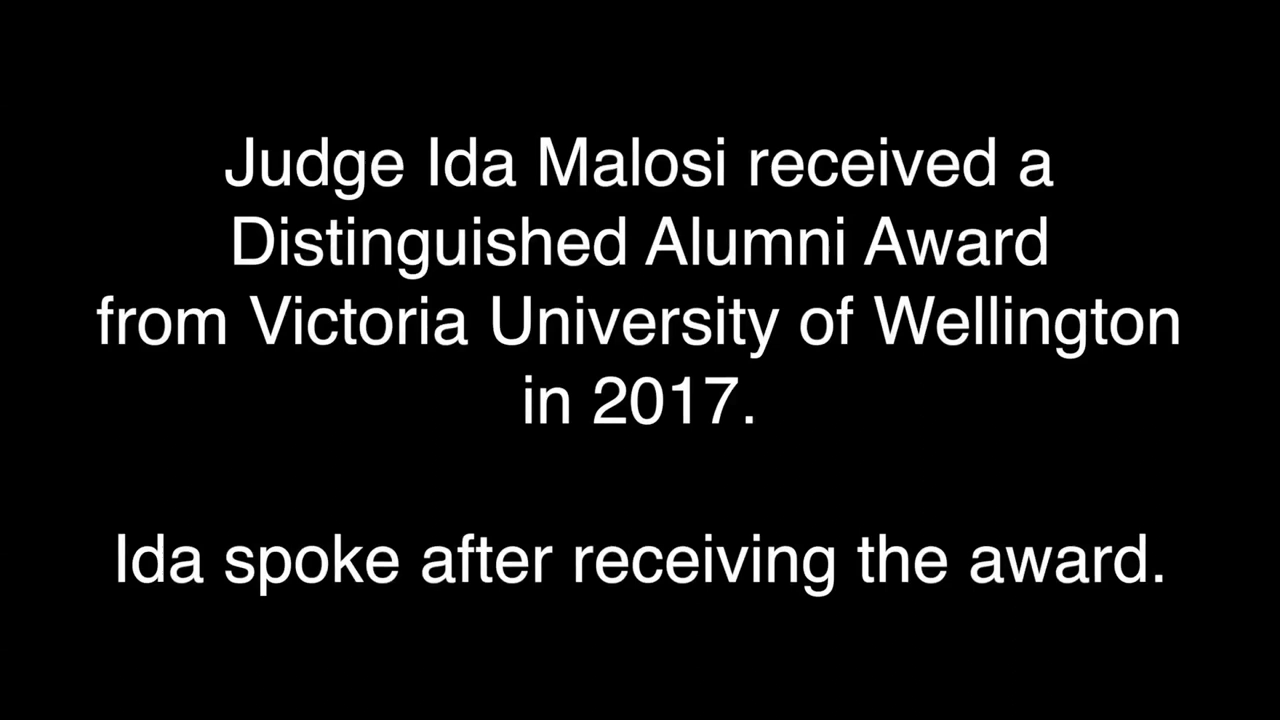 Judge Ida Malosi received a
Distinguished Alumni Award
from Victoria University of Wellington
in 2017.
Ida spoke after receiving the award.